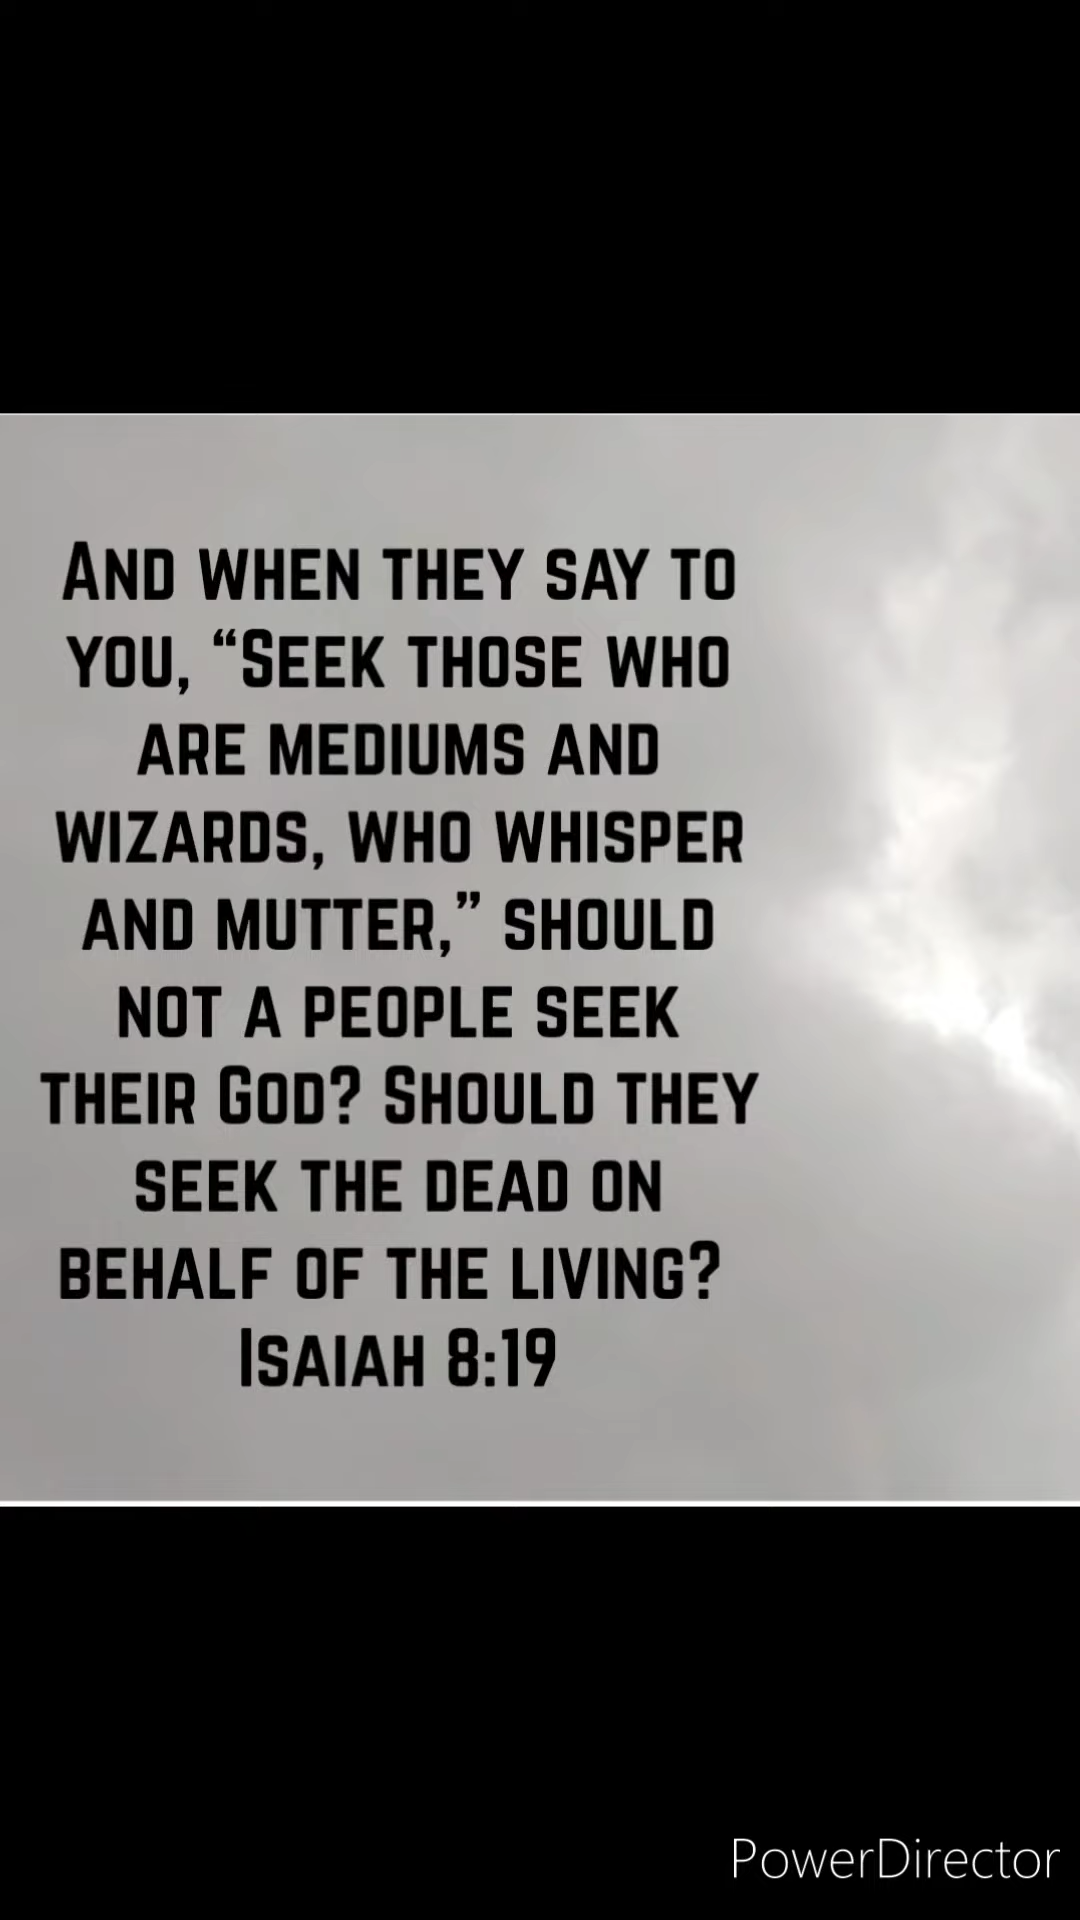 And when they say to
you, “Seek those who
are mediums and
wizards, who whisper
and mutter,” should
not a people seek
their God? Should they
seek the dead on
behalf of the living?
Isaiah 8:19
PowerDirector